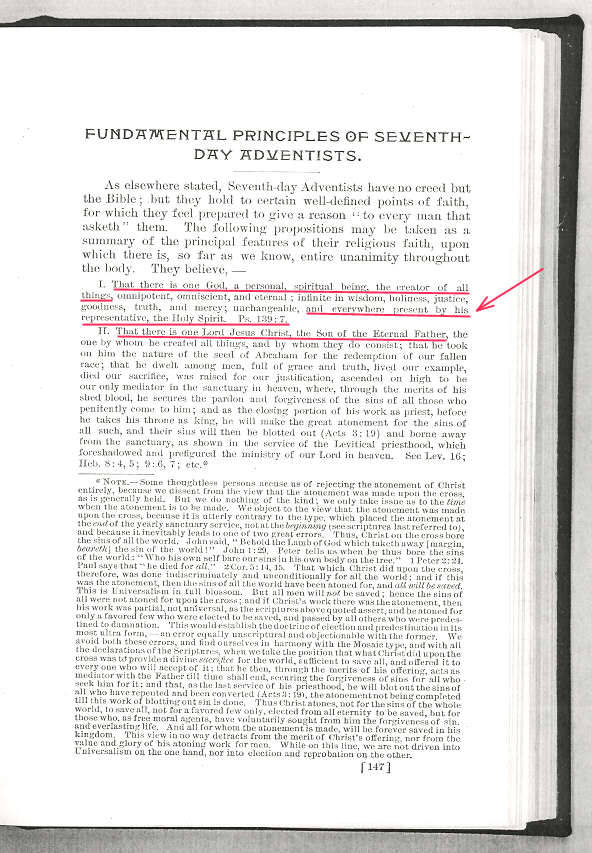 FUNDAMENTAL PRINCIPLES OF SEVENTH-
DAY ADVENTISTS.
As elsewhere stated, Seventh-day Adventists have no creed but
the Bible; but they hold to certain well-defined points of faith,
for which they feel prepared to give a reason "to every man that
asketh" them. The following propositions may be taken as a
summary of the principal features of their religious faith, upon
which there is, so far as we know, entire unanimity throughout
the body. They believe, —
I. That there is one God, a personal, spiritual being, the creator of all
things, omnipotent, omniscient, and eternal; infinite in wisdom, holiness, justice,
goodness, truth, and mercy; unchangeable, and everywhere present by his
representative, the Holy Spirit. Ps. 139:7.
II. That there is one Lord Jesus Christ, the Son of the Eternal Father, the
one by whom he created all things, and by whom they do consist; that he took
on him the nature of the seed of Abraham for the redemption of our fallen
race; that he dwelt among men, full of grace and truth, lived our example,
died our sacrifice, was raised for our justification, ascended on high to be
our only mediator in the sanctuary in heaven, where, through the merits of his
shed blood, he secures the pardon and forgiveness of the sins of all those who
penitently come to him; and as the closing portion of his work as priest, before
he takes his throne as king, he will make the great atonement for the sins of
all such, and their sins will then be blotted out (Acts 3:19) and borne away
from the sanctuary, as shown in the service of the Levitical priesthood, which
foreshadowed and prefigured the ministry of our Lord in heaven. See Lev. 16;
Heb. 8:4, 5; 9:6, 7; etc.*
* NOTE.—Some thoughtless persons accuse us of rejecting the atonement of Christ
entirely, because we dissent from the view that the atonement was made upon the cross,
as is generally held. But we do nothing of the kind; we only take issue as to the time
when the atonement is to be made. We object to the view that the atonement was made
upon the cross, because it is utterly contrary to the type, which placed the atonement at
the end of the yearly sanctuary service, not at the beginning (see scriptures last referred to),
and because it inevitably leads to one of two great errors. Thus, Christ on the cross bore
the sins of all the world. John said, "Behold the Lamb of God which taketh away [margin,
beareth] the sin of the world!" John 1:29. Peter tells us when he thus bore the sins
of the world: "Who his own self bare our sins in his own body on the tree." 1 Peter 2:24.
Paul says that "he died for all." 2 Cor. 5:14, 15. That which Christ did upon the cross,
therefore, was done indiscriminately and unconditionally for all the world; and if this
was the atonement, then the sins of all the world have been atoned for, and all will be saved.
This is Universalism in full blossom. But all men will not be saved; hence the sins of
all were not atoned for upon the cross; and if Christ's work there was the atonement, then
his work was partial, not universal, as the scriptures above quoted assert, and he atoned for
only a favored few who were elected to be saved, and passed by all others who were predes-
tined to damnation. This would establish the doctrine of election and predestination in its
most ultra form,—an error equally unscriptural and objectionable with the former. We
avoid both these errors, and find ourselves in harmony with the Mosaic type, and with all
the declarations of the Scriptures, when we take the position that what Christ did upon the
cross was to provide a divine sacrifice for the world, sufficient to save all, and offered it to
every one who will accept of it; that he then, through the merits of his offering, acts as
mediator with the Father till time shall end, securing the forgiveness of sins for all who
seek him for it; and that, as the last service of his priesthood, he will blot out the sins of
all who have repented and been converted (Acts 3:19), the atonement not being completed
till this work of blotting out sin is done. Thus Christ atones, not for the sins of the whole
world, to save all, not for a favored few only, elected from all eternity to be saved, but for
those who, as free moral agents, have voluntarily sought from him the forgiveness of sin,
and everlasting life. And all for whom the atonement is made, will be forever saved in his
kingdom. This view in no way detracts from the merit of Christ's offering, nor from the
value and glory of his atoning work for men. While on this line, we are not driven into
Universalism on the one hand, nor into election and reprobation on the other.
[147]